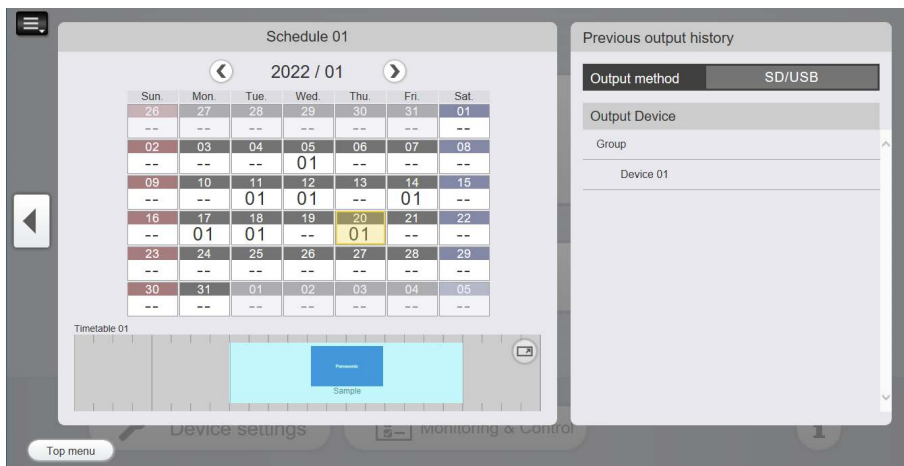 Schedule 01
2022 / 01
Sun. Mon. Tue. Wed. Thu. Fri. Sat.
26 27 28 29 30 31 01
-- -- -- -- -- -- --
02 03 04 05 06 07 08
-- -- -- 01 -- -- --
09 10 11 12 13 14 15
-- -- 01 01 -- 01 --
16 17 18 19 20 21 22
-- 01 01 -- 01 -- --
23 24 25 26 27 28 29
-- -- -- -- -- -- --
30 31 01 02 03 04 05
-- -- -- -- -- -- --
Timetable 01
Panasonic
Sample
Previous output history
Output method SD/USB
Output Device
Group
Device 01
Device settings
Monitoring & Control
i
Top menu